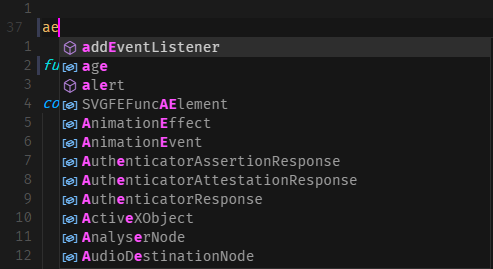 1
37 ae
1 addEventListener
2 fu age
3 alert
4 co SVGFEFuncAElement
5 AnimationEffect
6 AnimationEvent
7 AuthenticatorAssertionResponse
8 AuthenticatorAttestationResponse
9 AuthenticatorResponse
10 ActiveXObject
11 AnalyserNode
12 AudioDestinationNode